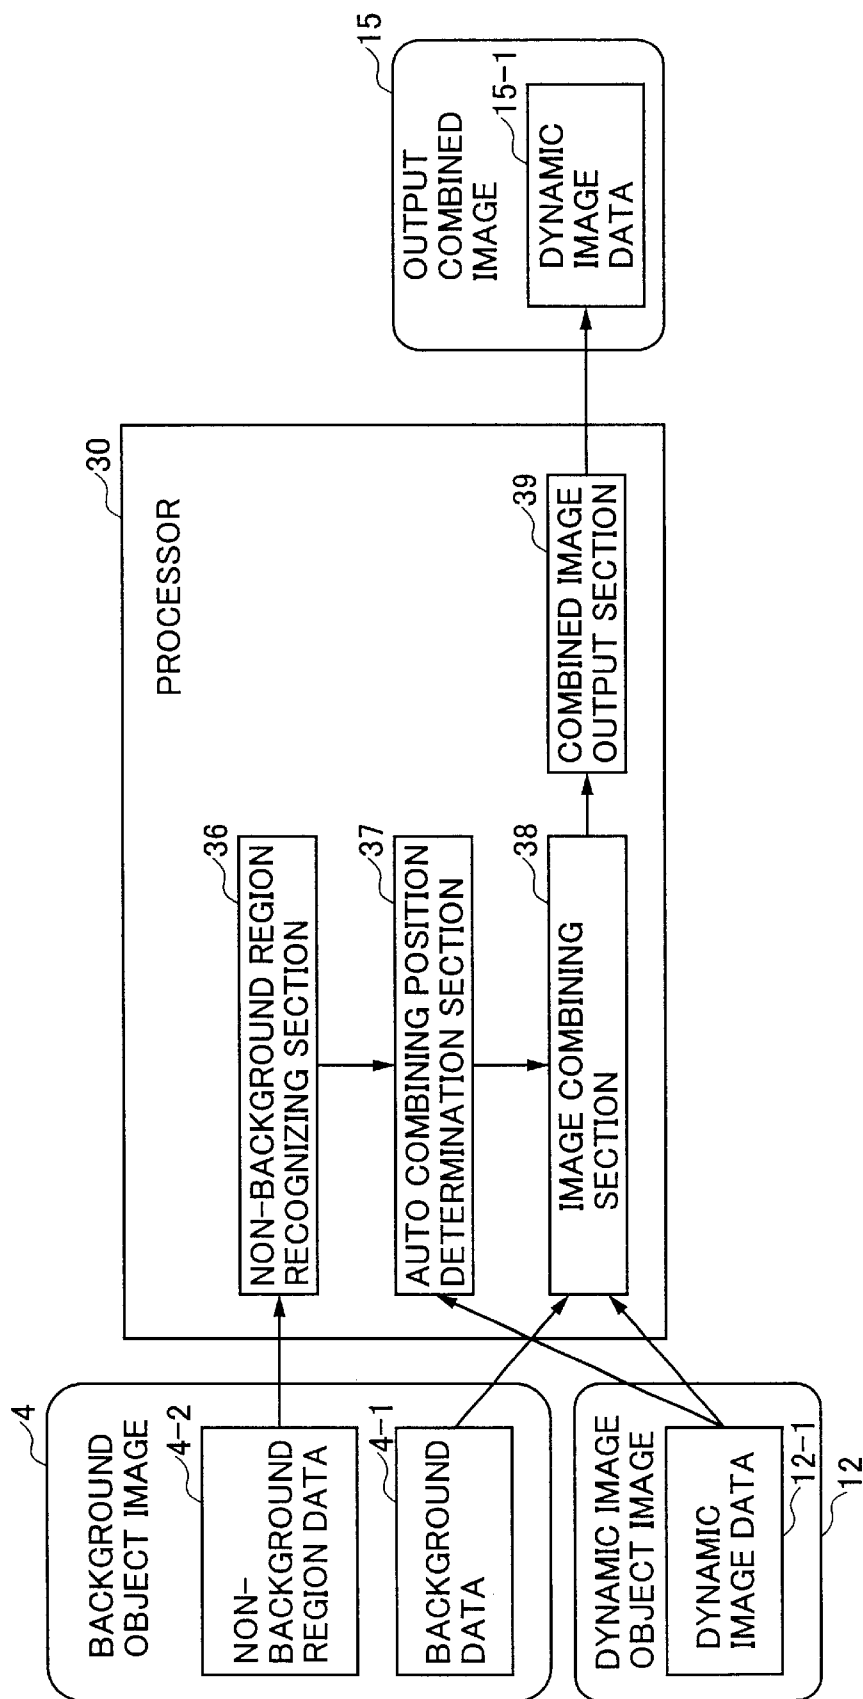 4
BACKGROUND
OBJECT IMAGE
4-2
NON-
BACKGROUND
REGION DATA
4-1
BACKGROUND
DATA
DYNAMIC IMAGE
OBJECT IMAGE
DYNAMIC
IMAGE DATA
12-1
12
30
PROCESSOR
36
NON-BACKGROUND REGION
RECOGNIZING SECTION
37
AUTO COMBINING POSITION
DETERMINATION SECTION
38
IMAGE COMBINING
SECTION
39
COMBINED IMAGE
OUTPUT SECTION
15
OUTPUT
COMBINED
IMAGE
15-1
DYNAMIC
IMAGE
DATA